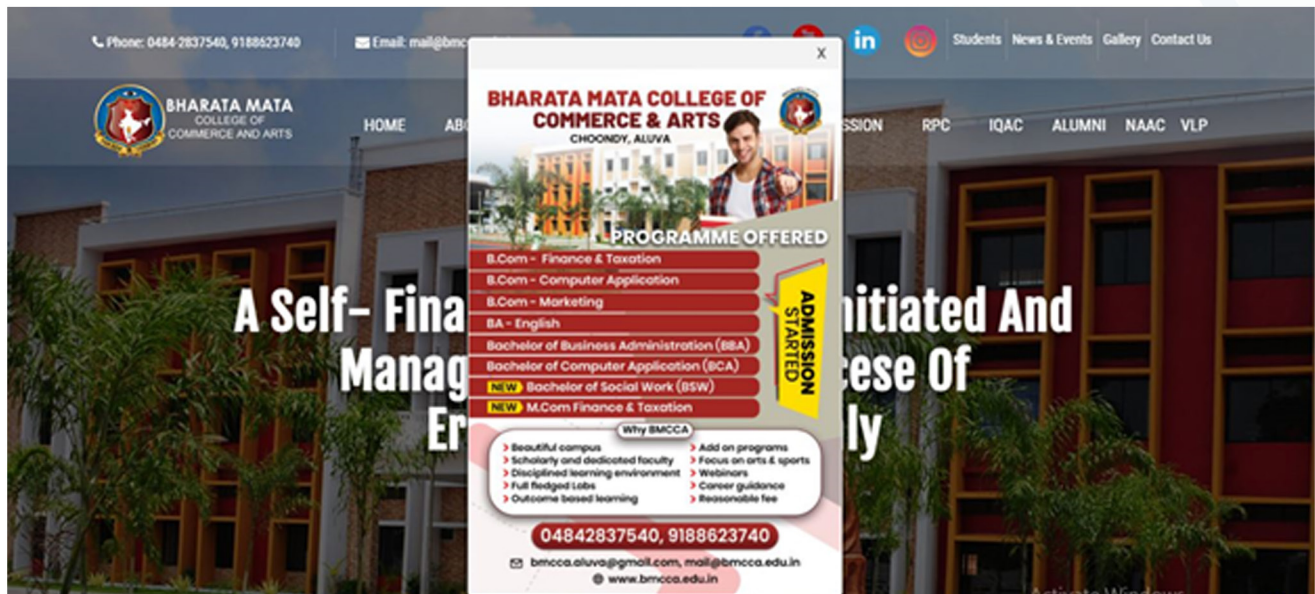 Phone: 0484-2837540, 9188623740
Email: mail@bmc
Students News & Events Gallery Contact Us
X
BHARATA MATA
COLLEGE OF
COMMERCE AND ARTS
HOME AB SSION RPC IQAC ALUMNI NAAC VLP
BHARATA MATA COLLEGE OF
COMMERCE & ARTS
CHOONDY, ALUVA
PROGRAMME OFFERED
B.Com - Finance & Taxation
B.Com - Computer Application
B.Com - Marketing
BA - English
Bachelor of Business Administration (BBA)
Bachelor of Computer Application (BCA)
NEW Bachelor of Social Work (BSW)
NEW M.Com Finance & Taxation
ADMISSION
STARTED
Why BMCCA
Beautiful campus
Scholarly and dedicated faculty
Disciplined learning environment
Full fledged Labs
Outcome based learning
Add on programs
Focus on arts & sports
Webinars
Career guidance
Reasonable fee
04842837540, 9188623740
bmcca.aluva@gmail.com, mail@bmcca.edu.in
www.bmcca.edu.in
A Self- Fina nitiated And
Manag cese Of
Er ly
Activate Windows